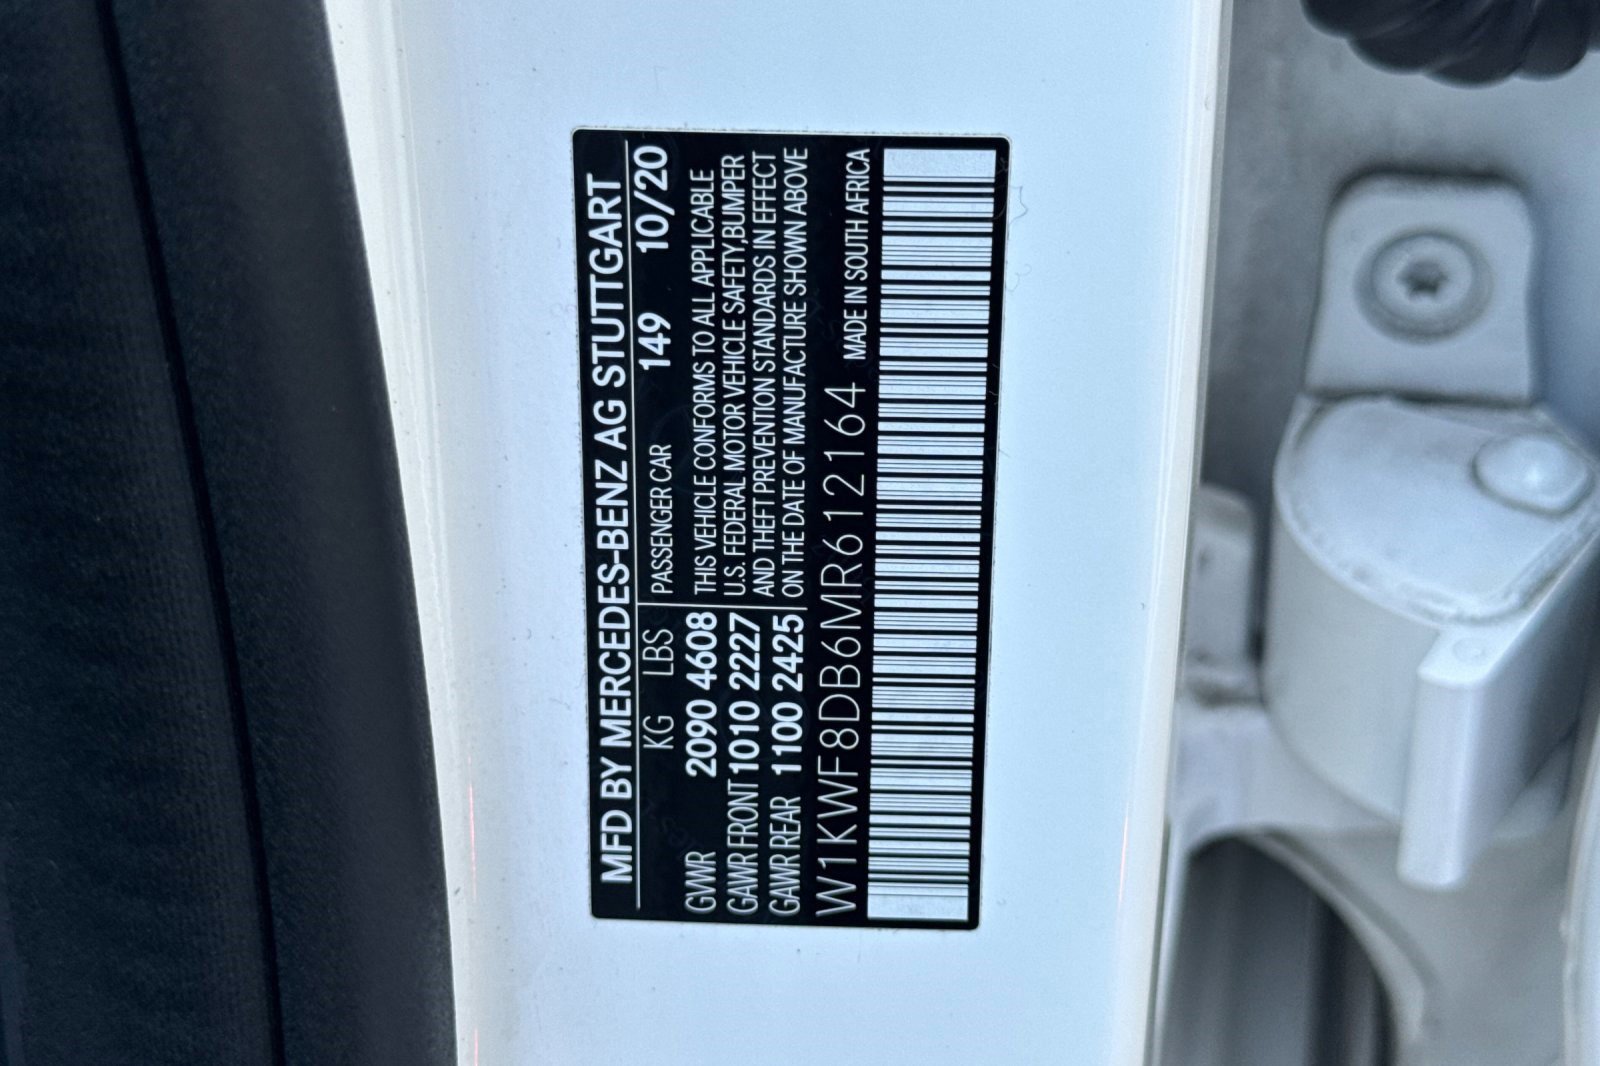 MFD BY MERCEDES-BENZ AG STUTTGART
KG LBS PASSENGER CAR 149 10/20
GVWR 2090 4608 THIS VEHICLE CONFORMS TO ALL APPLICABLE
GAWR FRONT 1010 2227 U.S. FEDERAL MOTOR VEHICLE SAFETY,BUMPER
GAWR REAR 1100 2425 AND THEFT PREVENTION STANDARDS IN EFFECT
ON THE DATE OF MANUFACTURE SHOWN ABOVE
W1KWF8DB6MR612164 MADE IN SOUTH AFRICA